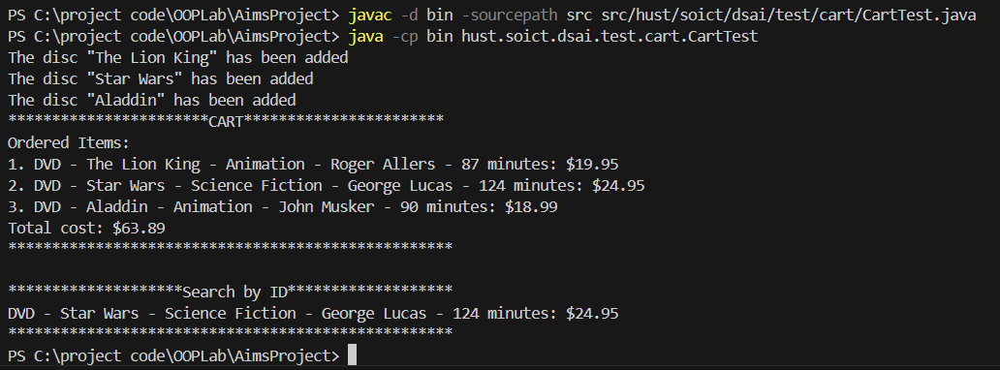 PS C:\project code\OOPLab\AimsProject> javac -d bin -sourcepath src src/hust/soict/dsai/test/cart/CartTest.java
PS C:\project code\OOPLab\AimsProject> java -cp bin hust.soict.dsai.test.cart.CartTest
The disc "The Lion King" has been added
The disc "Star Wars" has been added
The disc "Aladdin" has been added
***********************CART***********************
Ordered Items:
1. DVD - The Lion King - Animation - Roger Allers - 87 minutes: $19.95
2. DVD - Star Wars - Science Fiction - George Lucas - 124 minutes: $24.95
3. DVD - Aladdin - Animation - John Musker - 90 minutes: $18.99
Total cost: $63.89
***************************************************
********************Search by ID*******************
DVD - Star Wars - Science Fiction - George Lucas - 124 minutes: $24.95
***************************************************
PS C:\project code\OOPLab\AimsProject>